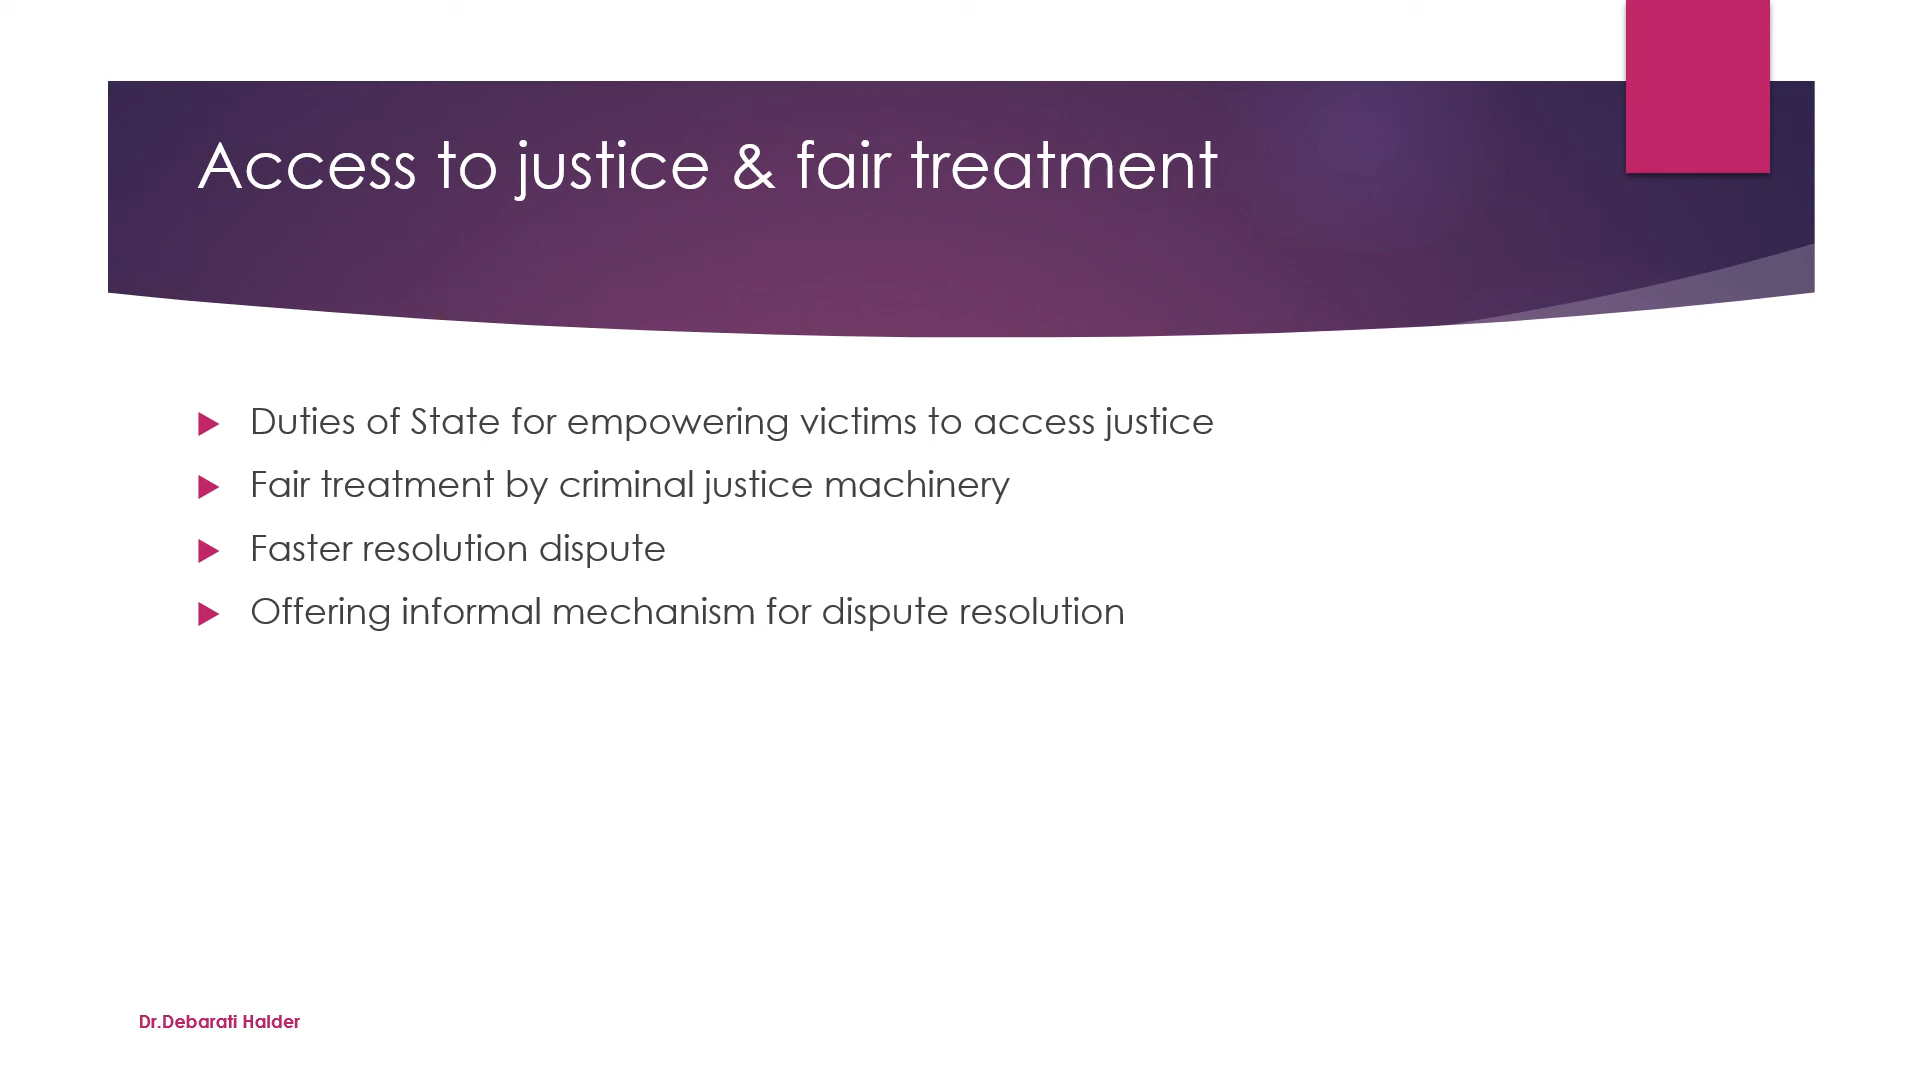 Access to justice & fair treatment
Duties of State for empowering victims to access justice
Fair treatment by criminal justice machinery
Faster resolution dispute
Offering informal mechanism for dispute resolution
Dr.Debarati Halder